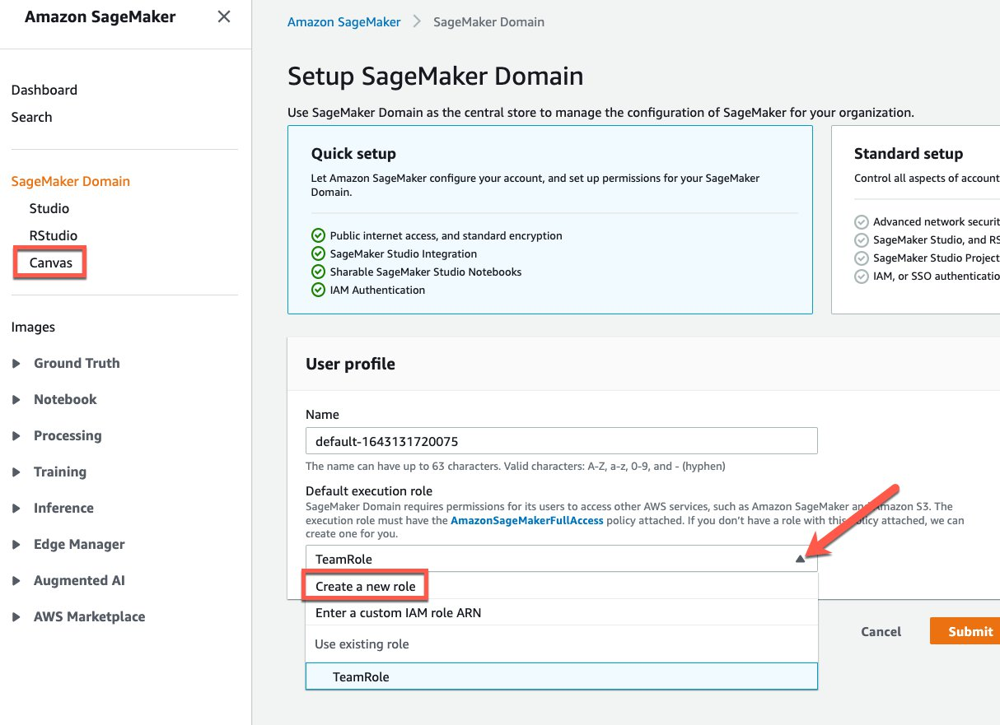 Amazon SageMaker
Dashboard
Search
SageMaker Domain
Studio
RStudio
Canvas
Images
Ground Truth
Notebook
Processing
Training
Inference
Edge Manager
Augmented AI
AWS Marketplace
Amazon SageMaker SageMaker Domain
Setup SageMaker Domain
Use SageMaker Domain as the central store to manage the configuration of SageMaker for your organization.
Quick setup
Let Amazon SageMaker configure your account, and set up permissions for your SageMaker
Domain.
Public internet access, and standard encryption
SageMaker Studio Integration
Sharable SageMaker Studio Notebooks
IAM Authentication
Standard setup
Control all aspects of account
Advanced network securit
SageMaker Studio, and RS
SageMaker Studio Project
IAM, or SSO authenticatio
User profile
Name
default-1643131720075
The name can have up to 63 characters. Valid characters: A-Z, a-z, 0-9, and - (hyphen)
Default execution role
SageMaker Domain requires permissions for its users to access other AWS services, such as Amazon SageMaker and Amazon S3. The
execution role must have the AmazonSageMakerFullAccess policy attached. If you don't have a role with this policy attached, we can
create one for you.
TeamRole
Create a new role
Enter a custom IAM role ARN
Use existing role
TeamRole
Cancel
Submit